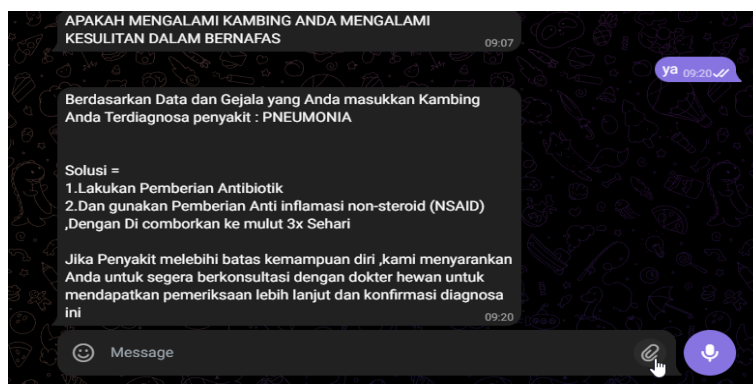 APAKAH MENGALAMI KAMBING ANDA MENGALAMI
KESULITAN DALAM BERNAFAS
09:07
ya 09:20
Berdasarkan Data dan Gejala yang Anda masukkan Kambing
Anda Terdiagnosa penyakit : PNEUMONIA
Solusi =
1.Lakukan Pemberian Antibiotik
2.Dan gunakan Pemberian Anti inflamasi non-steroid (NSAID)
,Dengan Di comborkan ke mulut 3x Sehari
Jika Penyakit melebihi batas kemampuan diri ,kami menyarankan
Anda untuk segera berkonsultasi dengan dokter hewan untuk
mendapatkan pemeriksaan lebih lanjut dan konfirmasi diagnosa
ini
09:20
Message